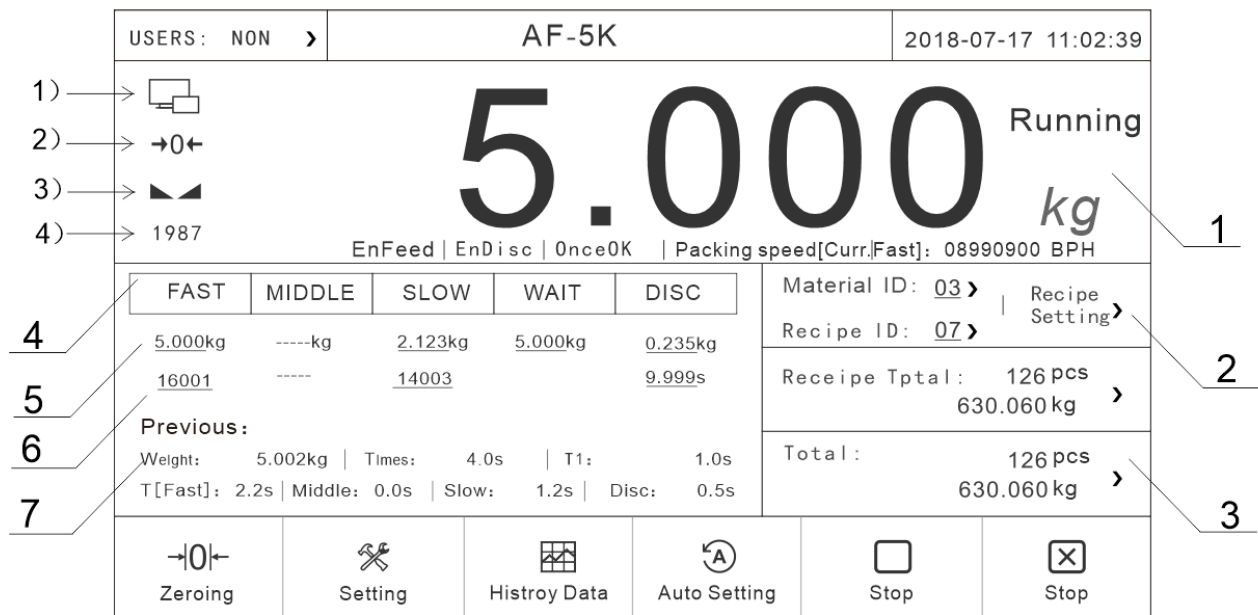 USERS: NON ❯ AF-5K 2018-07-17 11:02:39
1)
2) →0←
3)
4) 1987
5.000 Running
kg
1
EnFeed | EnDisc | OnceOK | Packing speed[Curr.|Fast]: 08990900 BPH
4
FAST MIDDLE SLOW WAIT DISC
5
5.000kg -----kg 2.123kg 5.000kg 0.235kg
6
16001 ----- 14003 9.999s
7
Previous:
Weight: 5.002kg | TImes: 4.0s | T1: 1.0s
T[Fast]: 2.2s | Middle: 0.0s | Slow: 1.2s | Disc: 0.5s
Material ID: 03 ❯ | Recipe
Setting ❯
Recipe ID: 07 ❯
2
Receipe Tptal: 126 pcs
630.060 kg ❯
Total: 126 pcs
630.060 kg ❯
3
→|0|← Zeroing
Setting
Histroy Data
A
Auto Setting
Stop
Stop